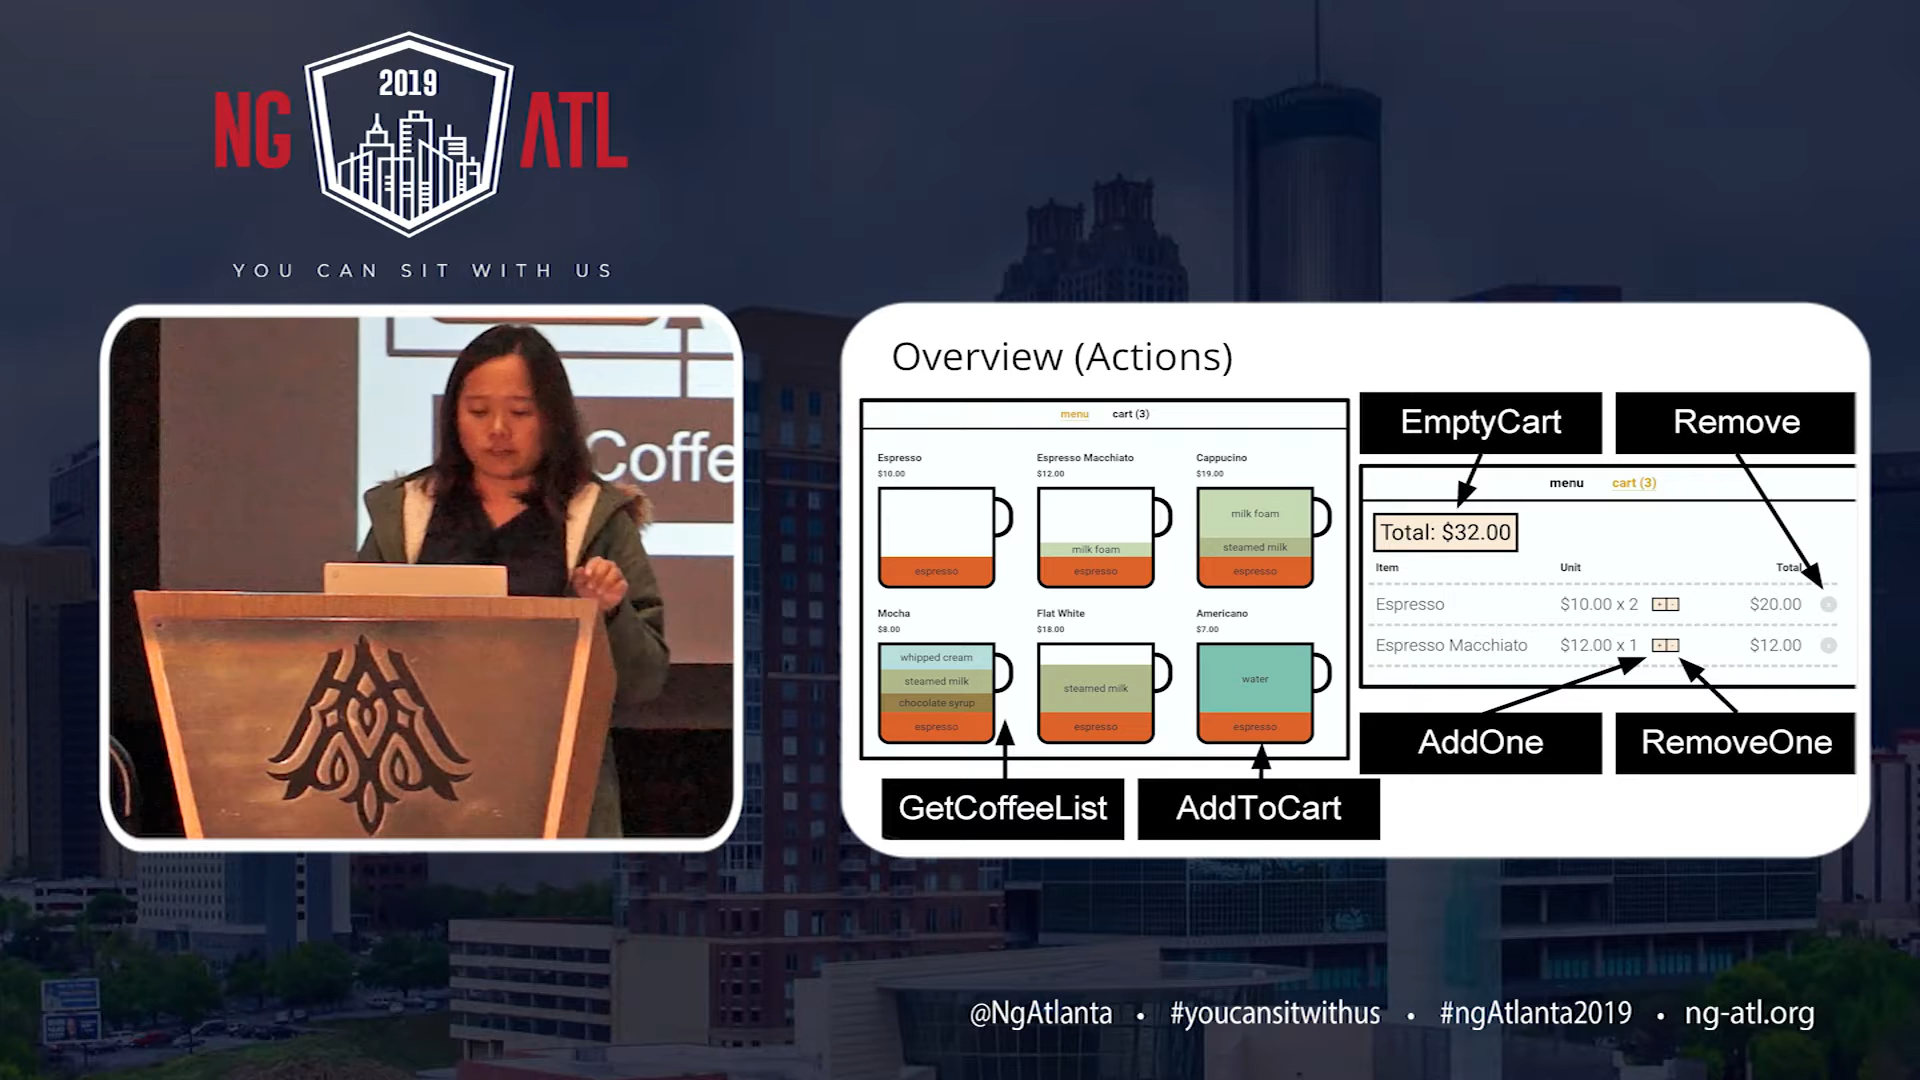 2019
NG ATL
YOU CAN SIT WITH US
Coffe
Overview (Actions)
menu cart (3)
Espresso
$10.00
espresso
Espresso Macchiato
$12.00
milk foam
espresso
Cappucino
$19.00
milk foam
steamed milk
espresso
Mocha
$8.00
whipped cream
steamed milk
chocolate syrup
espresso
Flat White
$18.00
steamed milk
espresso
Americano
$7.00
water
espresso
GetCoffeeList
AddToCart
EmptyCart
Remove
menu cart (3)
Total: $32.00
Item Unit Total
Espresso $10.00 x 2 + - $20.00
Espresso Macchiato $12.00 x 1 + - $12.00
AddOne
RemoveOne
@NgAtlanta • #youcansitwithus • #ngAtlanta2019 • ng-atl.org